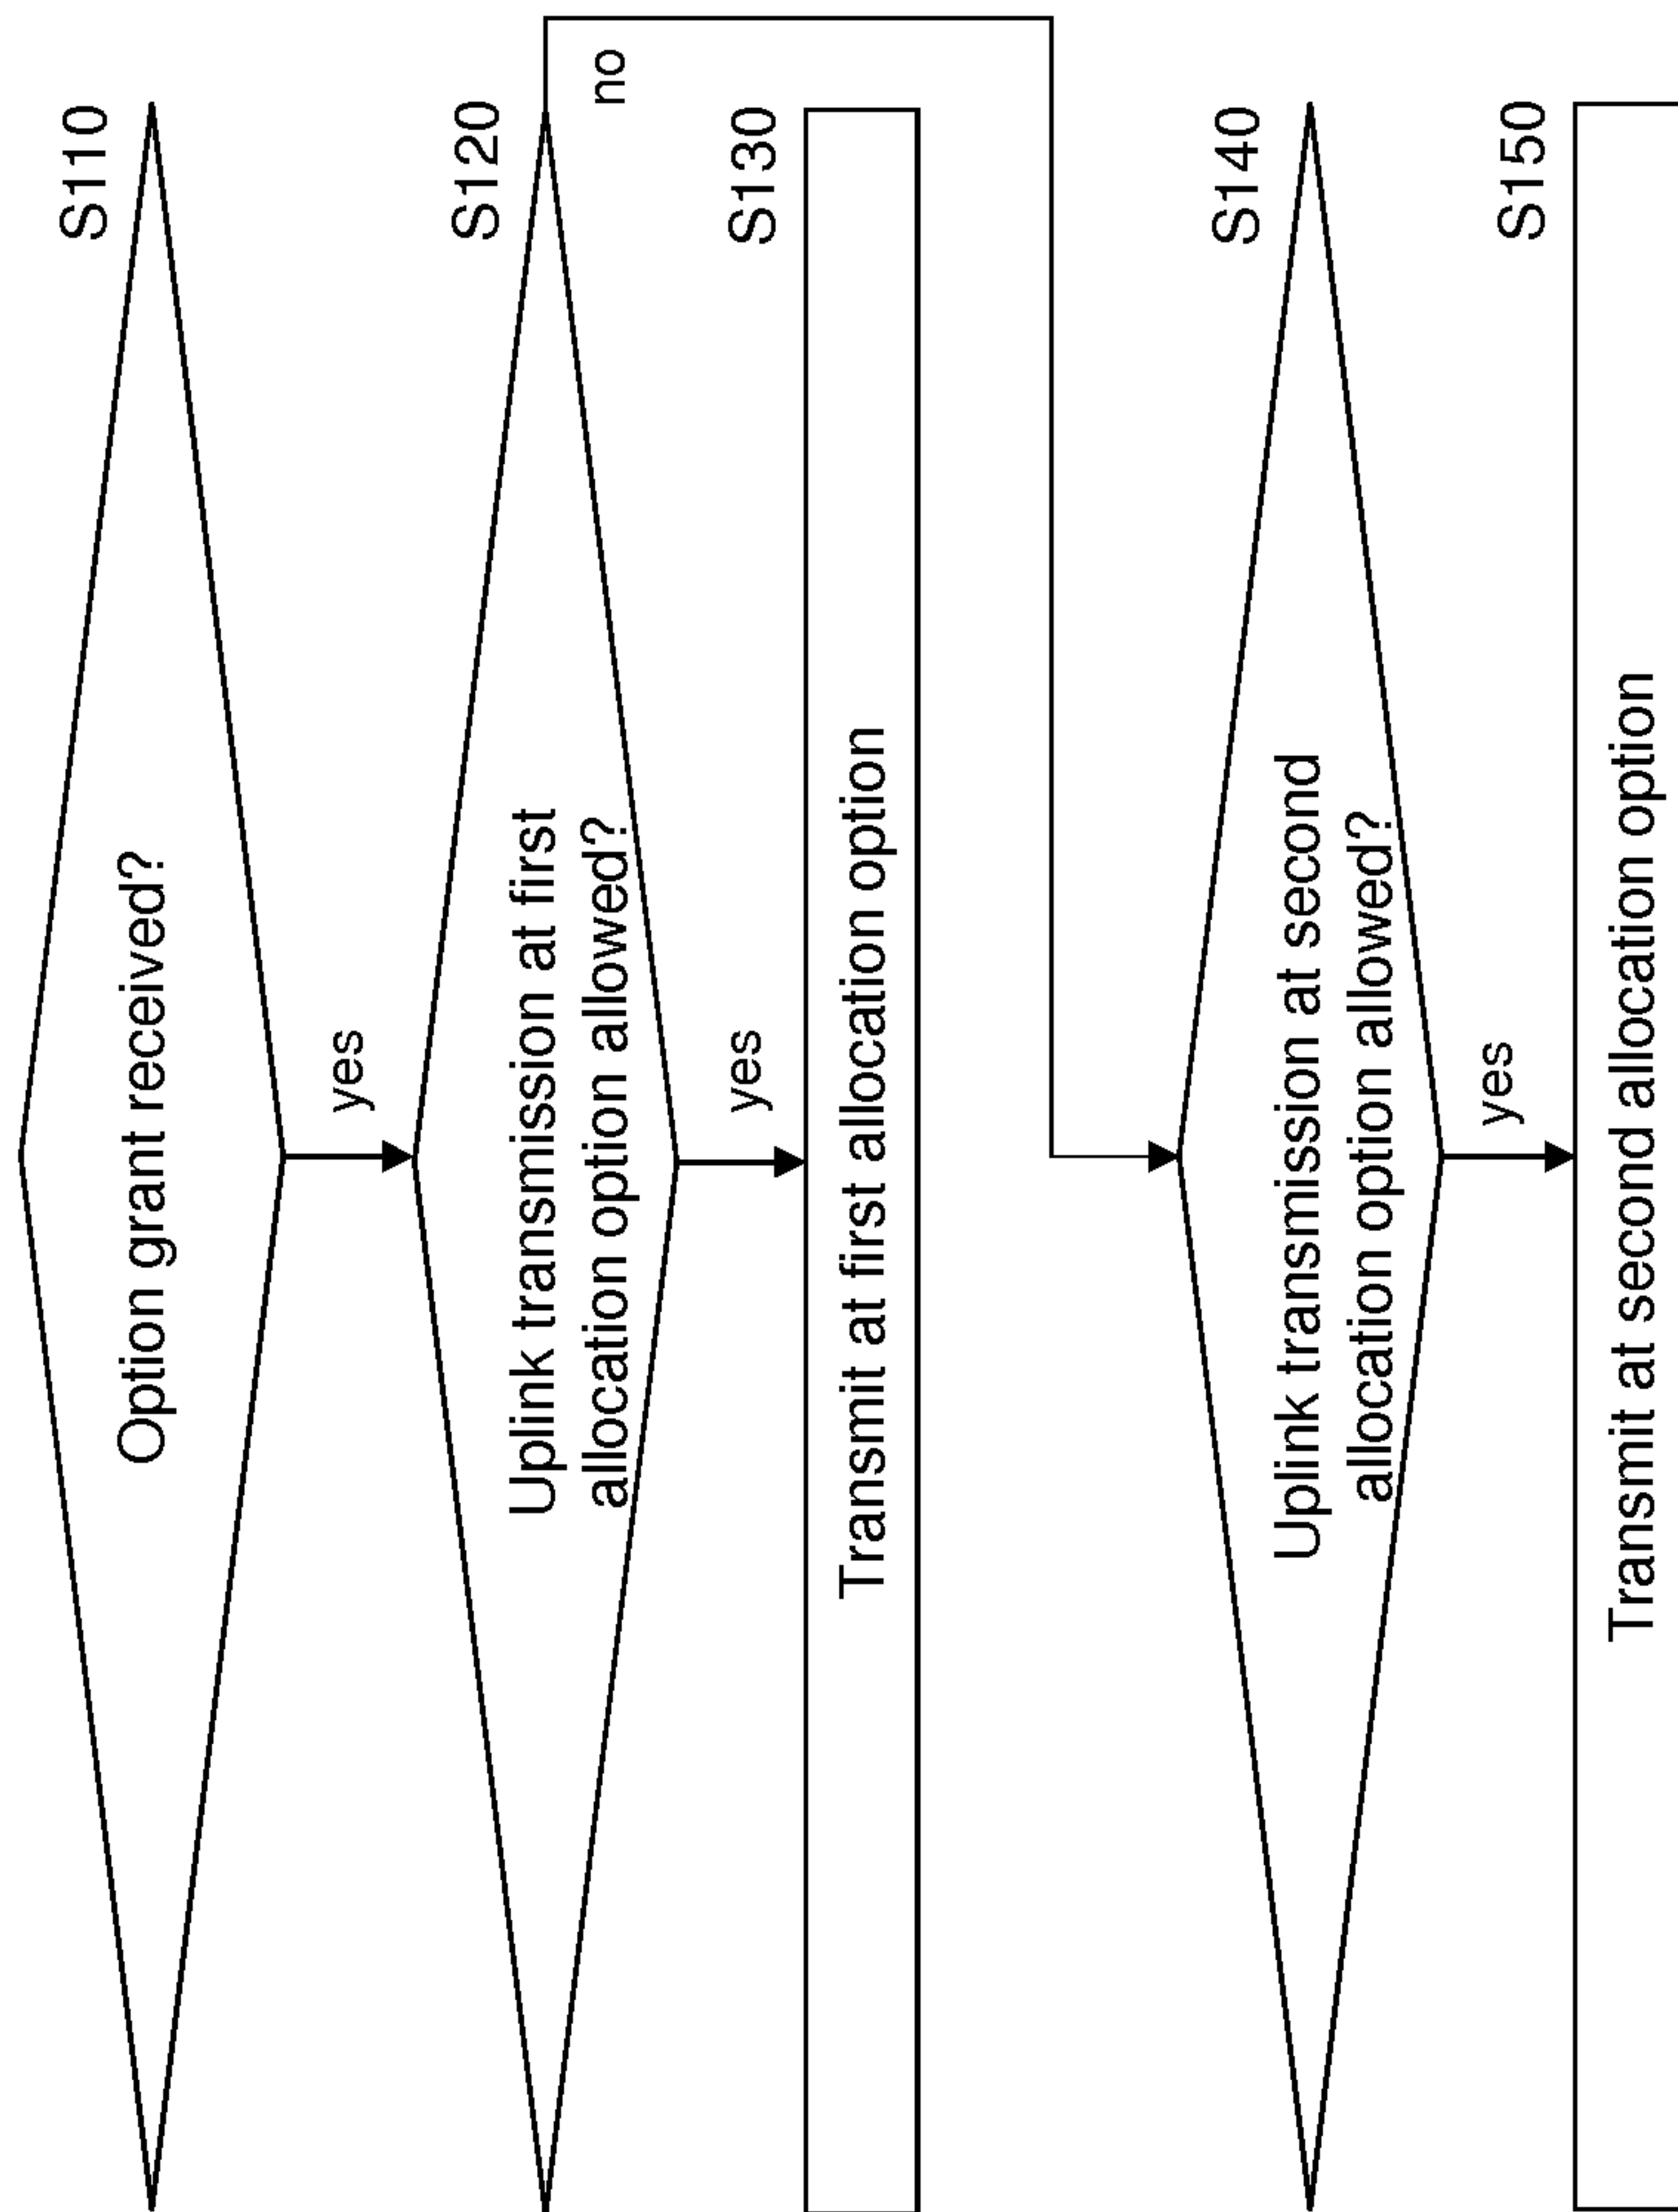 S110
Option grant received?
yes
S120
Uplink transmission at first
allocation option allowed?
no
yes
S130
Transmit at first allocation option
S140
Uplink transmission at second
allocation option allowed?
yes
S150
Transmit at second allocation option